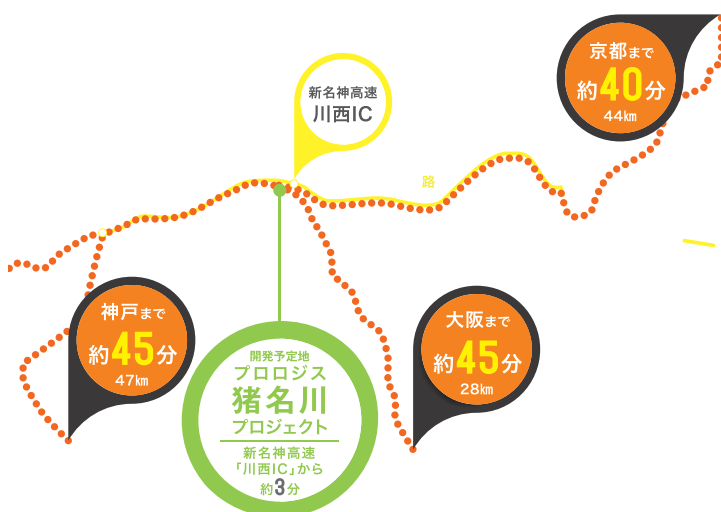 京都まで
約40分
44km
新名神高速
川西IC
路
神戸まで
約45分
47km
大阪まで
約45分
28km
開発予定地
プロロジス
猪名川
プロジェクト
新名神高速
「川西IC」から
約3分